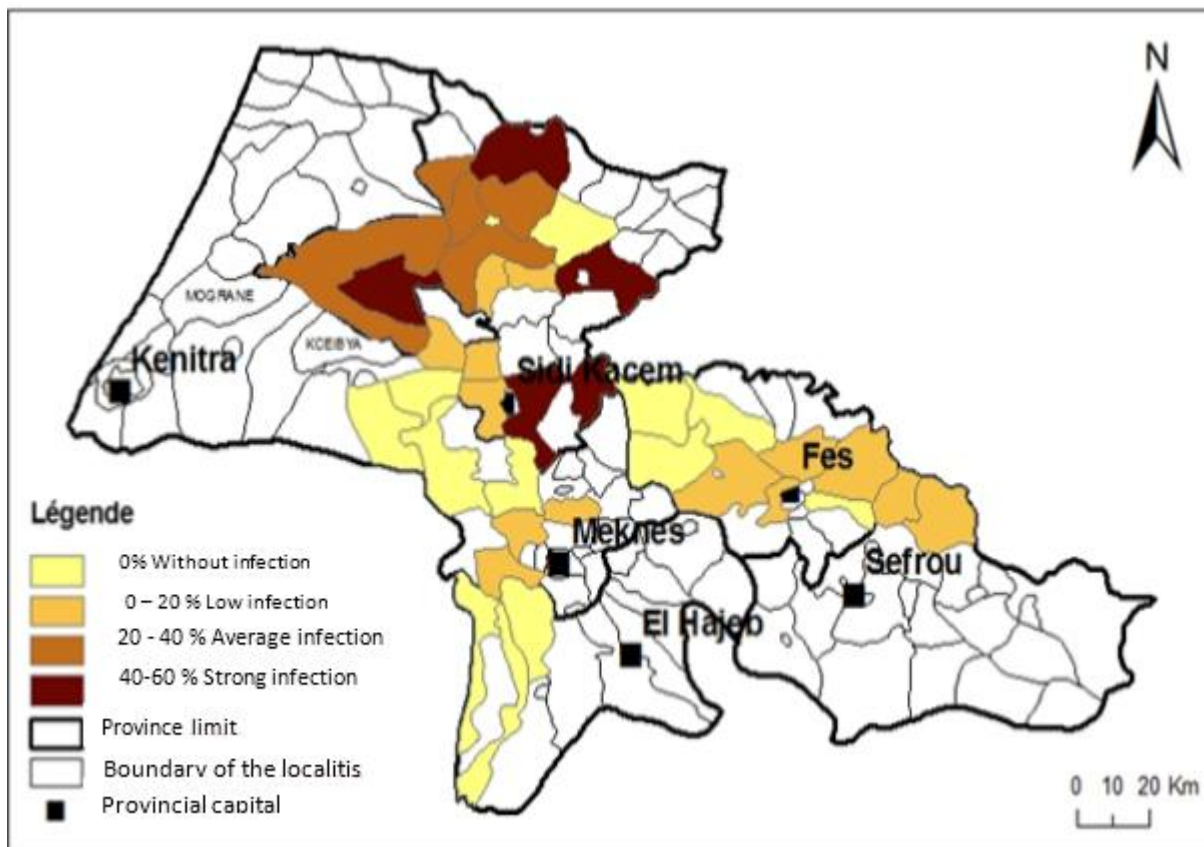 N
MOGRANE
KCEIBYA
Kenitra
Sidi Kacem
Fes
Meknes
Sefrou
El Hajeb
Légende
0% Without infection
0 – 20 % Low infection
20 - 40 % Average infection
40-60 % Strong infection
Province limit
Boundary of the localitis
Provincial capital
0 10 20 Km